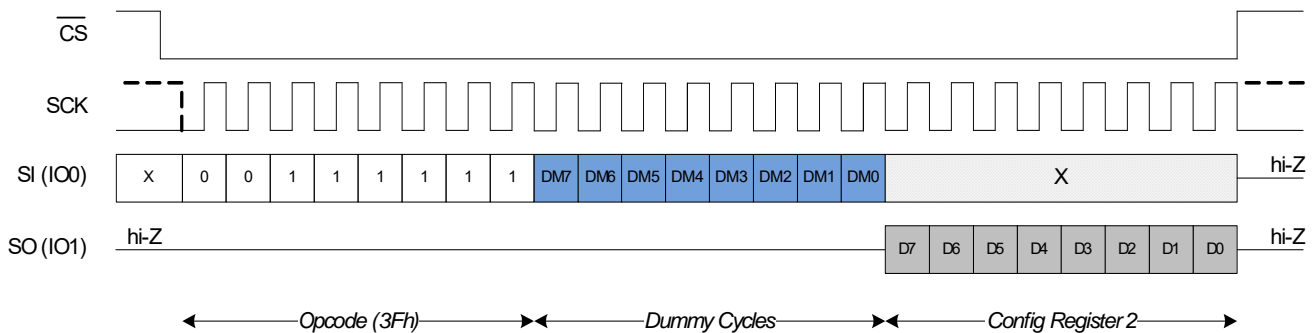 CS
SCK
SI (IO0) X 0 0 1 1 1 1 1 1 DM7 DM6 DM5 DM4 DM3 DM2 DM1 DM0 X hi-Z
SO (IO1) hi-Z D7 D6 D5 D4 D3 D2 D1 D0 hi-Z
Opcode (3Fh) Dummy Cycles Config Register 2